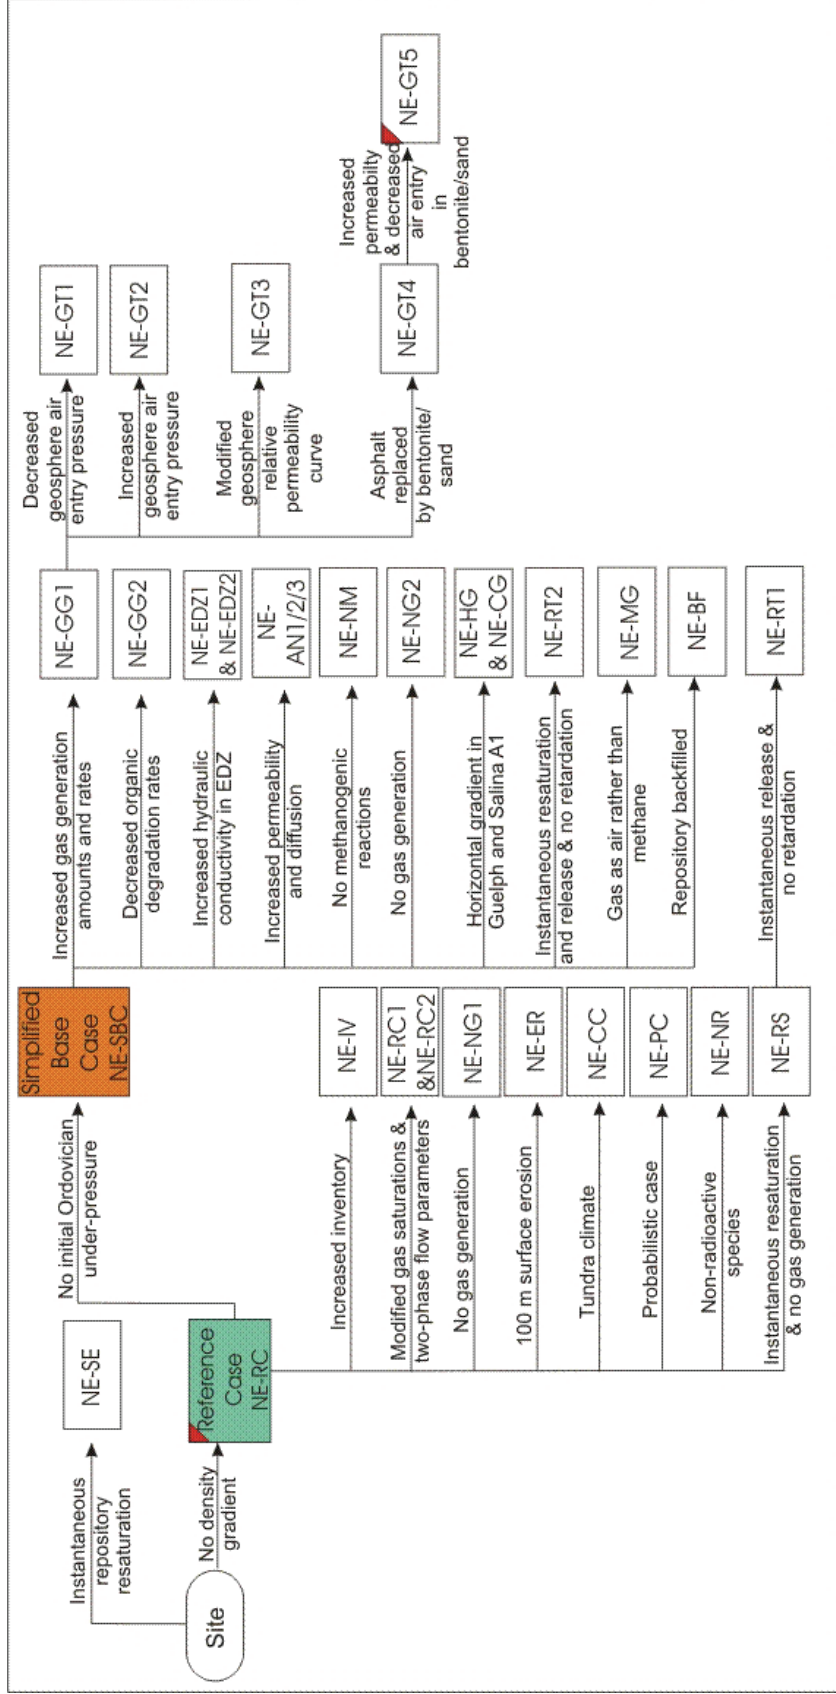 Site
Instantaneous
repository
resaturation
NE-SE
No density
gradient
Reference
Case
NE-RC
No initial Ordovician
under-pressure
Simplified
Base
Case
NE-SBC
Increased inventory
NE-IV
Modified gas saturations &
two-phase flow parameters
NE-RC1
&NE-RC2
No gas generation
NE-NG1
100 m surface erosion
NE-ER
Tundra climate
NE-CC
Probabilistic case
NE-PC
Non-radioactive
species
NE-NR
Instantaneous resaturation
& no gas generation
NE-RS
Increased gas generation
amounts and rates
NE-GG1
Decreased organic
degradation rates
NE-GG2
Increased hydraulic
conductivity in EDZ
NE-EDZ1
& NE-EDZ2
Increased permeability
and diffusion
NE-
AN1/2/3
No methanogenic
reactions
NE-NM
No gas generation
NE-NG2
Horizontal gradient in
Guelph and Salina A1
NE-HG
& NE-CG
Instantaneous resaturation
and release & no retardation
NE-RT2
Gas as air rather than
methane
NE-MG
Repository backfilled
NE-BF
Instantaneous release &
no retardation
NE-RT1
Decreased
geosphere air
entry pressure
NE-GT1
Increased
geosphere air
entry pressure
NE-GT2
Modified
geosphere
relative
permeability
curve
NE-GT3
Asphalt
replaced
by bentonite/
sand
NE-GT4
Increased
permeabilty
& decreased
air entry
in
bentonite/sand
NE-GT5